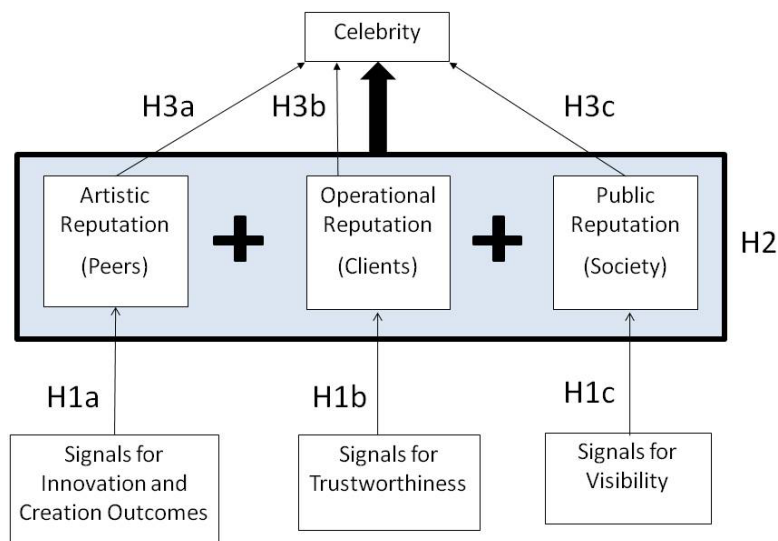 Celebrity
H3a
H3b
H3c
Artistic
Reputation
(Peers)
Operational
Reputation
(Clients)
Public
Reputation
(Society)
H2
H1a
H1b
H1c
Signals for
Innovation and
Creation Outcomes
Signals for
Trustworthiness
Signals for
Visibility